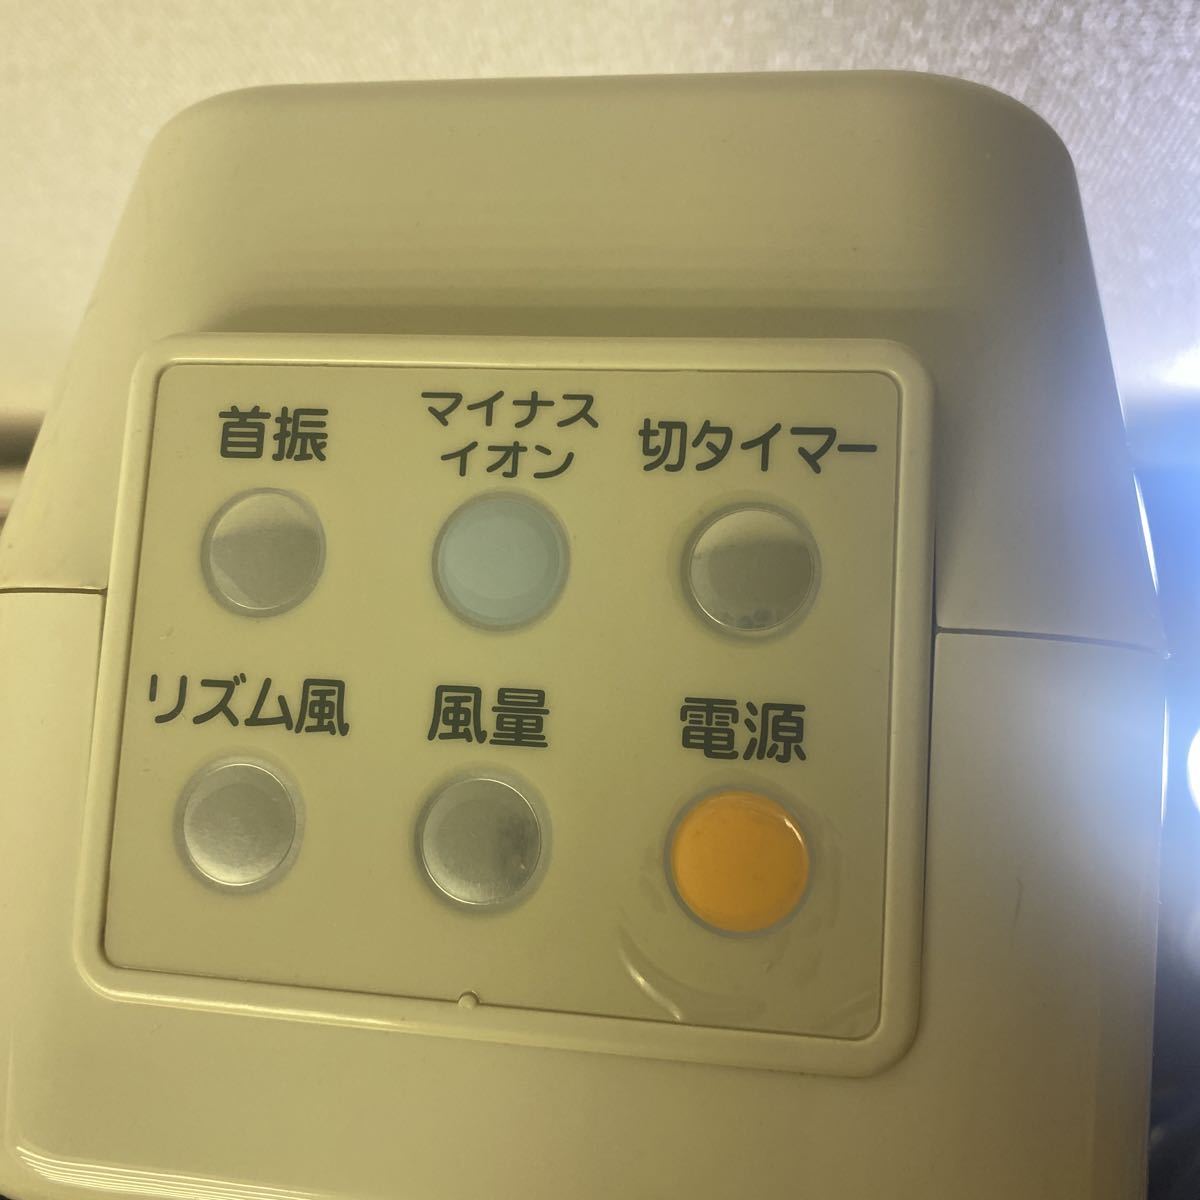 首振
マイナス
イオン
切タイマー
リズム風
風量
電源